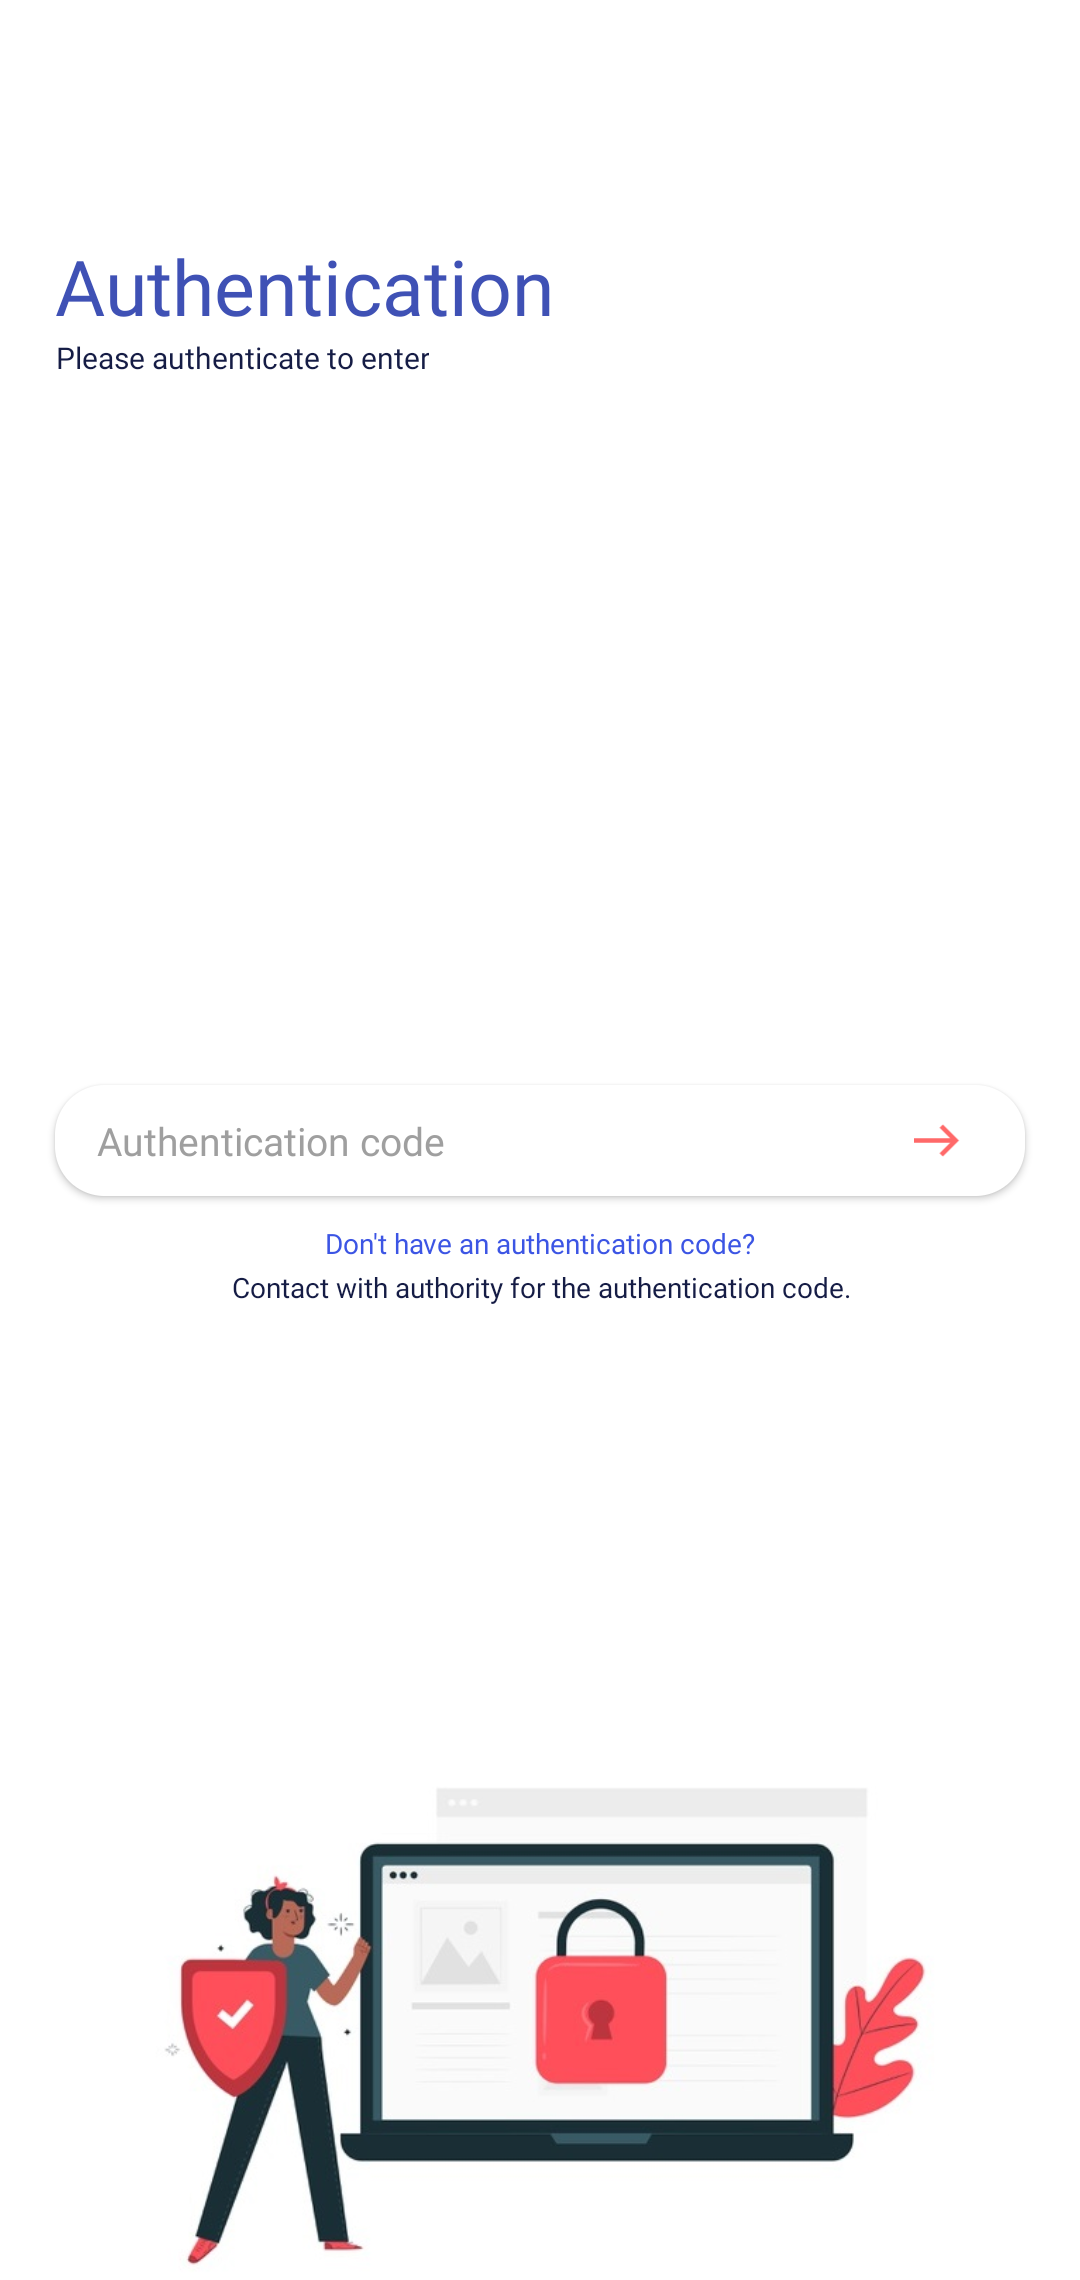 Authentication
Please authenticate to enter
Authentication code
Don't have an authentication code?
Contact with authority for the authentication code.